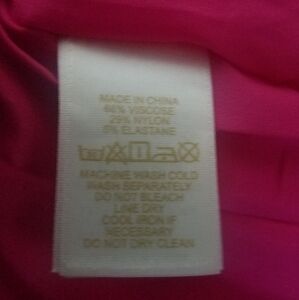 MADE IN CHINA
66% VISCOSE
29% NYLON
5% ELASTANE
MACHINE WASH COLD
WASH SEPARATELY
DO NOT BLEACH
LINE DRY
COOL IRON IF
NECESSARY
DO NOT DRY CLEAN